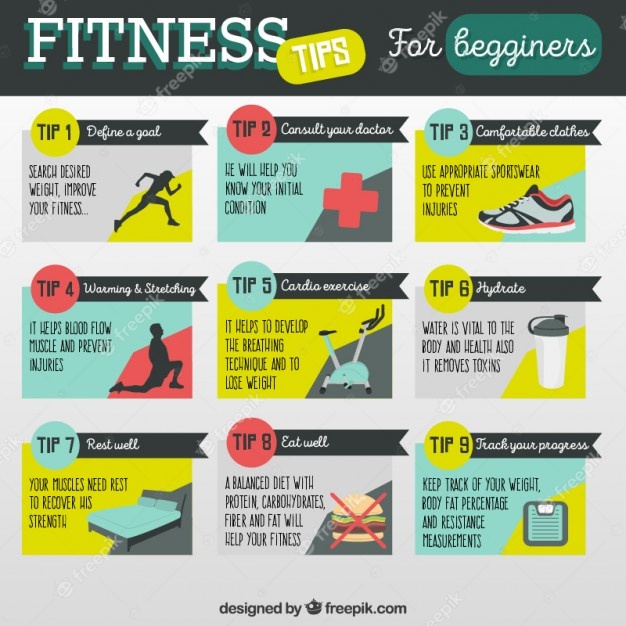 FITNESS TIPS For begginers
TIP 1 Define a goal
SEARCH DESIRED
WEIGHT, IMPROVE
YOUR FITNESS...
TIP 2 Consult your doctor
HE WILL HELP YOU
KNOW YOUR INITIAL
CONDITION
TIP 3 Comfortable clothes
USE APPROPRIATE SPORTSWEAR
TO PREVENT
INJURIES
TIP 4 Warming & Stretching
IT HELPS BLOOD FLOW
MUSCLE AND PREVENT
INJURIES
TIP 5 Cardio exercise
IT HELPS TO DEVELOP
THE BREATHING
TECHNIQUE AND TO
LOSE WEIGHT
TIP 6 Hydrate
WATER IS VITAL TO THE
BODY AND HEALTH ALSO
IT REMOVES TOXINS
TIP 7 Rest well
YOUR MUSCLES NEED REST
TO RECOVER HIS
STRENGTH
TIP 8 Eat well
A BALANCED DIET WITH
PROTEIN, CARBOHYDRATES,
FIBER AND FAT WILL
HELP YOUR FITNESS
TIP 9 Track your progress
KEEP TRACK OF YOUR WEIGHT,
BODY FAT PERCENTAGE
AND RESISTANCE
MEASUREMENTS
designed by freepik.com